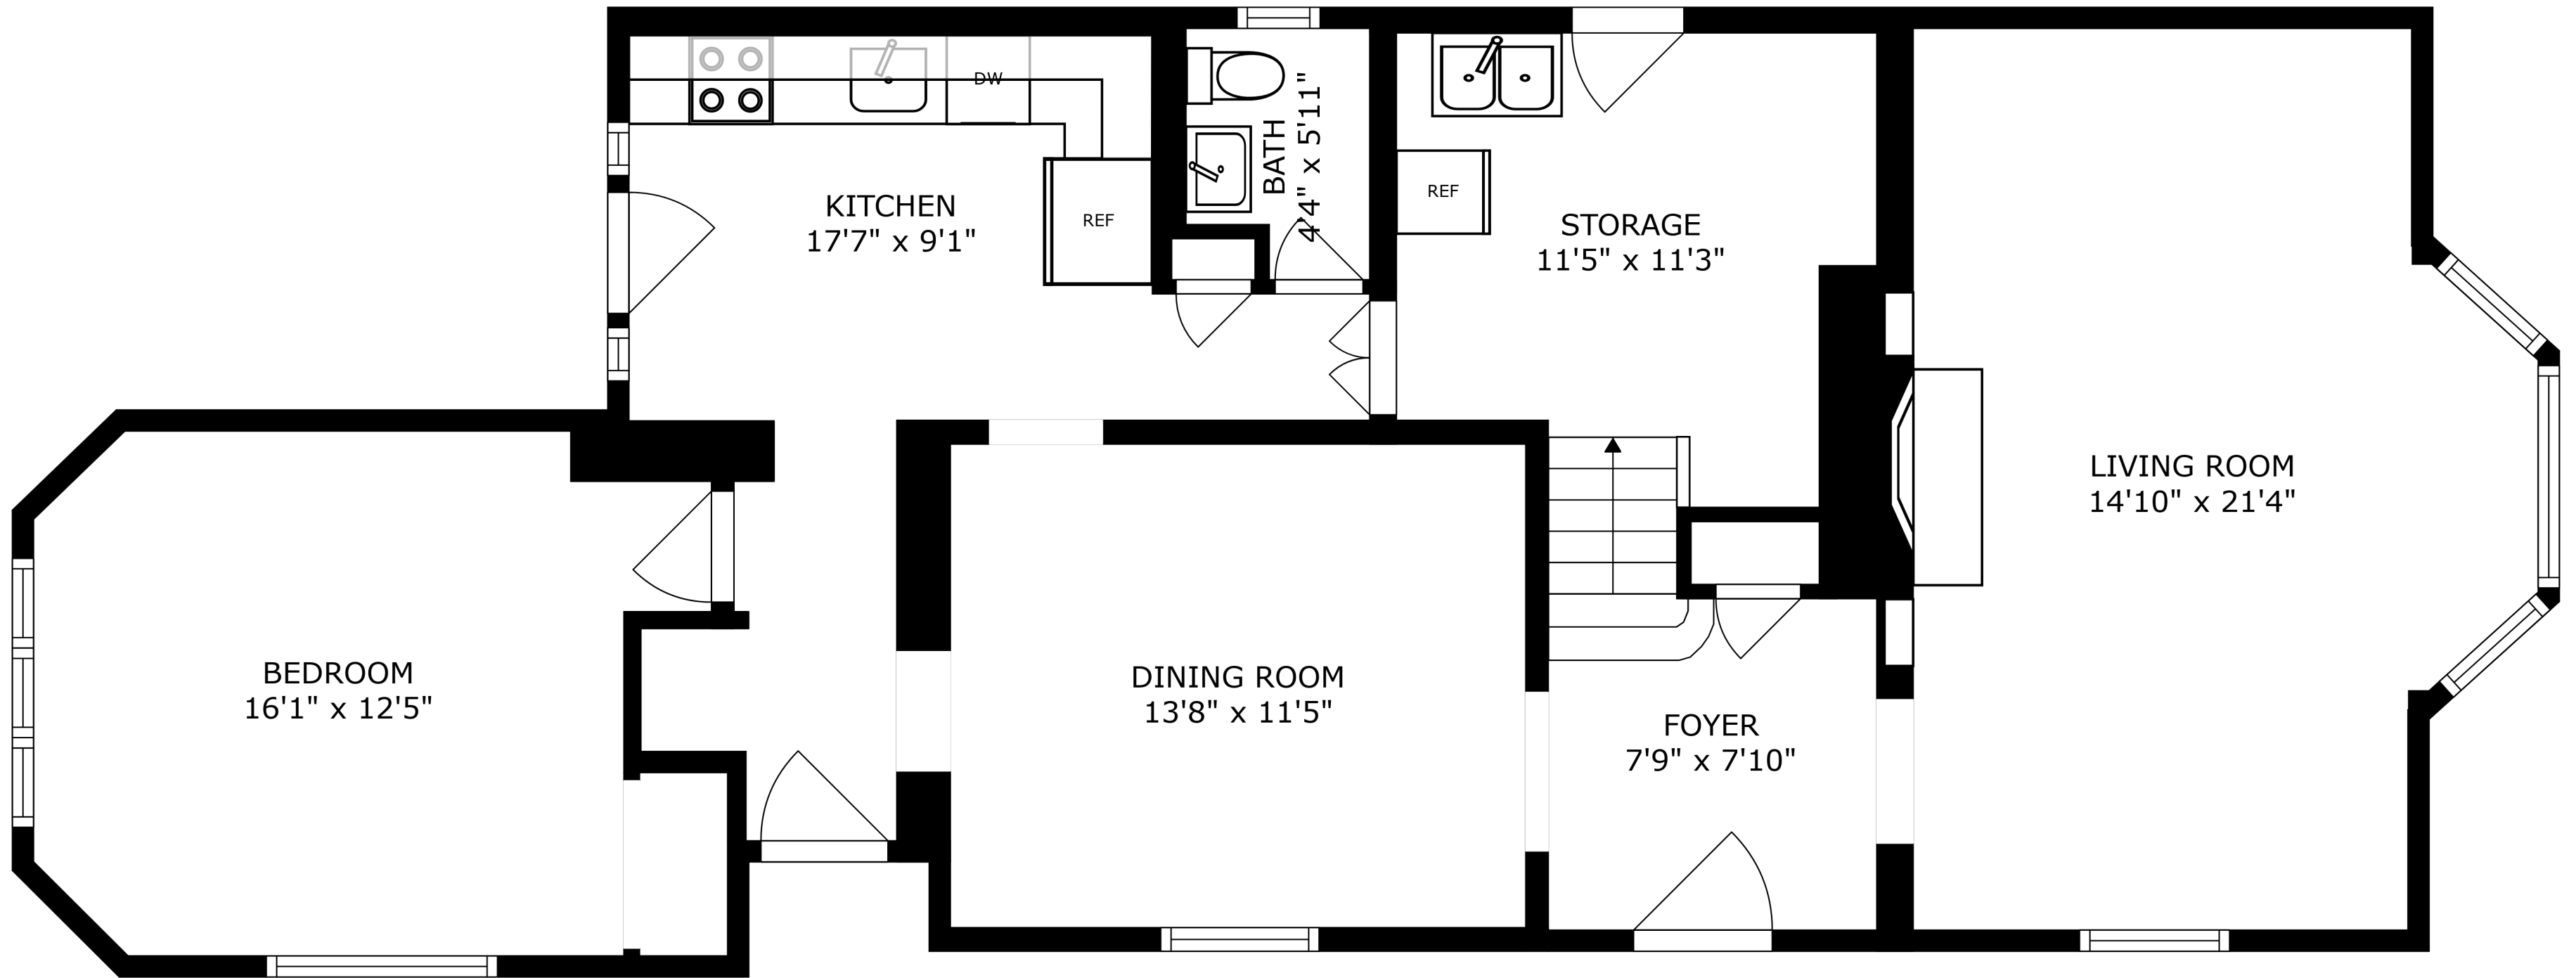 DW
KITCHEN
17'7" x 9'1"
REF
BATH
4'4" x 5'11"
REF
STORAGE
11'5" x 11'3"
LIVING ROOM
14'10" x 21'4"
BEDROOM
16'1" x 12'5"
DINING ROOM
13'8" x 11'5"
FOYER
7'9" x 7'10"